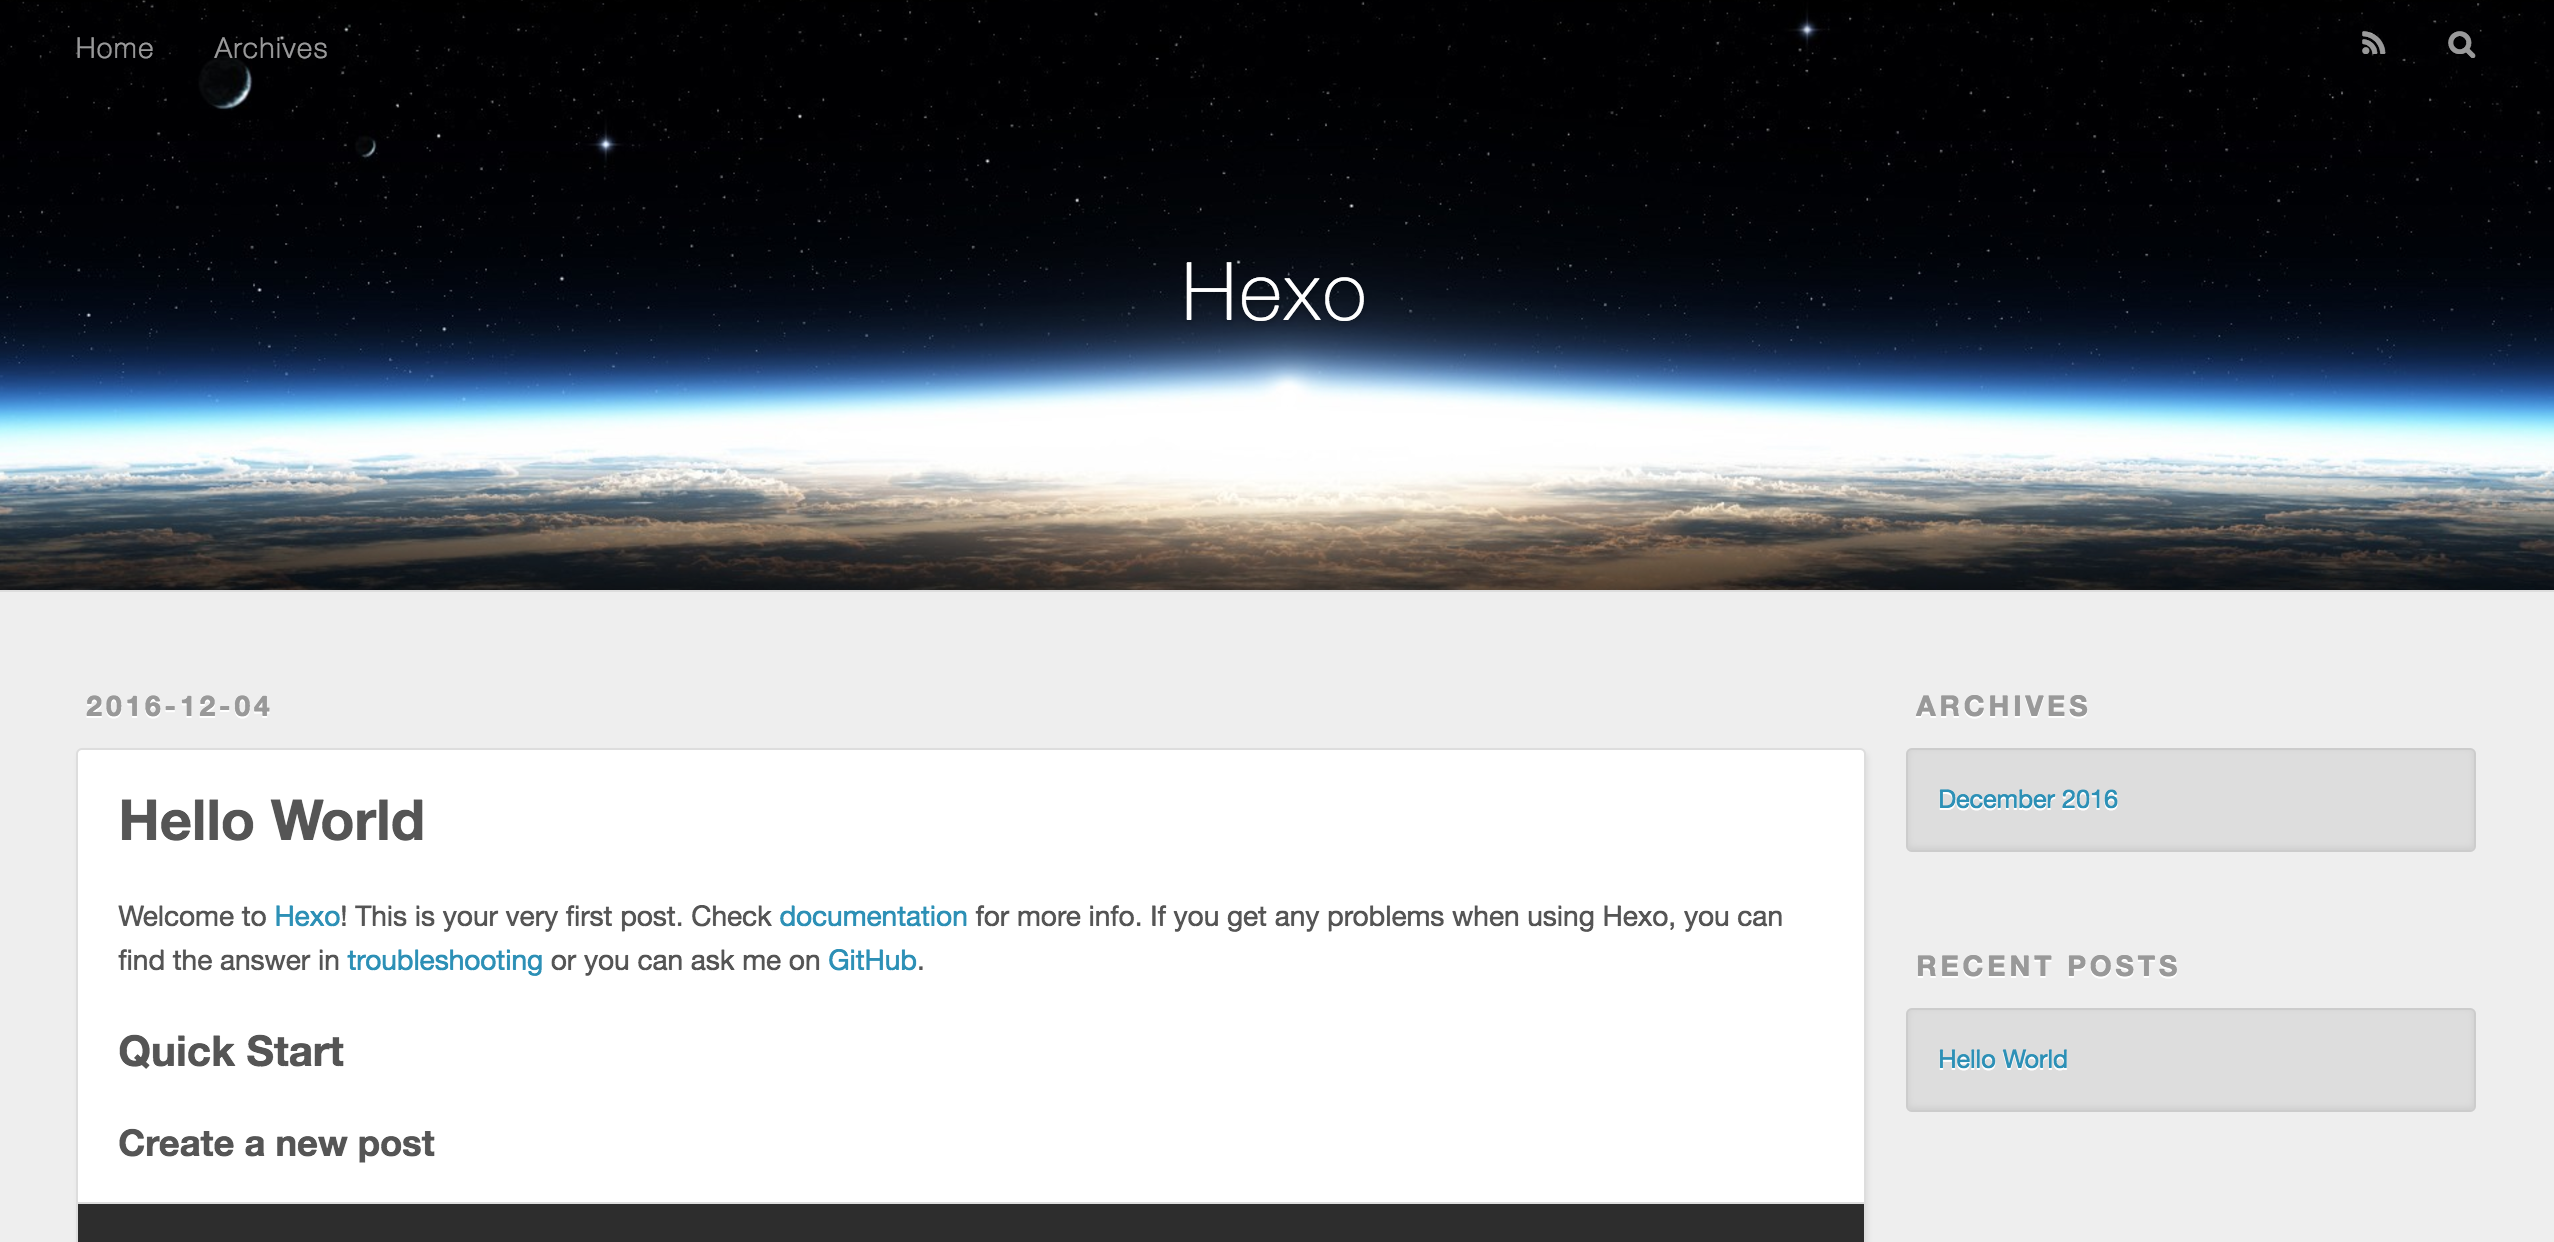 Home Archives
Hexo
2016-12-04
Hello World
Welcome to Hexo! This is your very first post. Check documentation for more info. If you get any problems when using Hexo, you can
find the answer in troubleshooting or you can ask me on GitHub.
Quick Start
Create a new post
ARCHIVES
December 2016
RECENT POSTS
Hello World